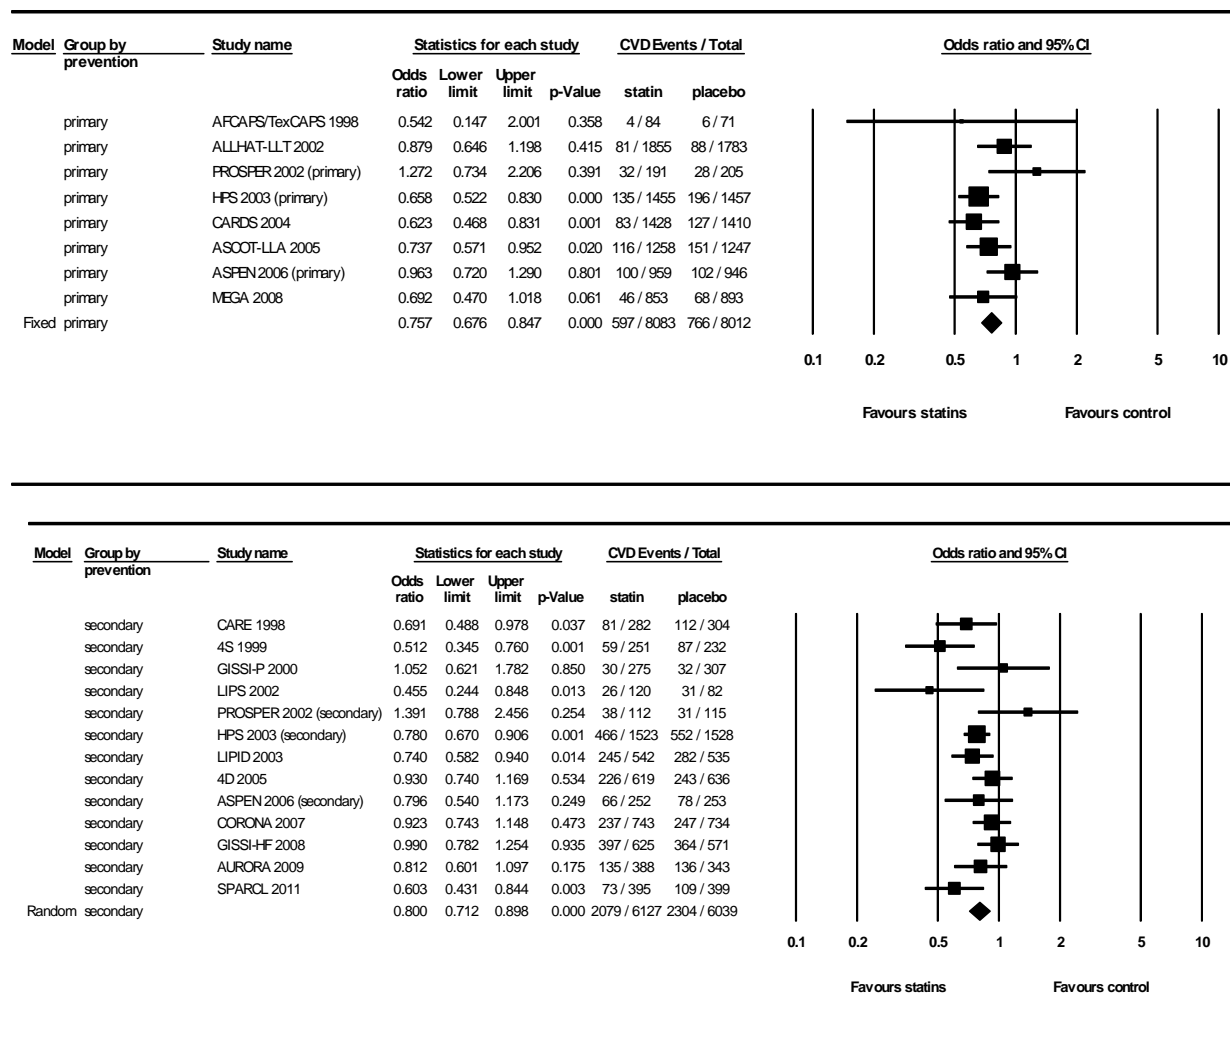 Model Group by Study name Statistics for each study CVD Events / Total Odds ratio and 95% CI
prevention
Odds Lower Upper
ratio limit limit p-Value statin placebo
primary AFCAPS/TexCAPS 1998 0.542 0.147 2.001 0.358 4 / 84 6 / 71
primary ALLHAT-LLT 2002 0.879 0.646 1.198 0.415 81 / 1855 88 / 1783
primary PROSPER 2002 (primary) 1.272 0.734 2.206 0.391 32 / 191 28 / 205
primary HPS 2003 (primary) 0.658 0.522 0.830 0.000 135 / 1455 196 / 1457
primary CARDS 2004 0.623 0.468 0.831 0.001 83 / 1428 127 / 1410
primary ASCOT-LLA 2005 0.737 0.571 0.952 0.020 116 / 1258 151 / 1247
primary ASPEN 2006 (primary) 0.963 0.720 1.290 0.801 100 / 959 102 / 946
primary MEGA 2008 0.692 0.470 1.018 0.061 46 / 853 68 / 893
Fixed primary 0.757 0.676 0.847 0.000 597 / 8083 766 / 8012
0.1 0.2 0.5 1 2 5 10
Favours statins Favours control
Model Group by Study name Statistics for each study CVD Events / Total Odds ratio and 95% CI
prevention
Odds Lower Upper
ratio limit limit p-Value statin placebo
secondary CARE 1998 0.691 0.488 0.978 0.037 81 / 282 112 / 304
secondary 4S 1999 0.512 0.345 0.760 0.001 59 / 251 87 / 232
secondary GISSI-P 2000 1.052 0.621 1.782 0.850 30 / 275 32 / 307
secondary LIPS 2002 0.455 0.244 0.848 0.013 26 / 120 31 / 82
secondary PROSPER 2002 (secondary) 1.391 0.788 2.456 0.254 38 / 112 31 / 115
secondary HPS 2003 (secondary) 0.780 0.670 0.906 0.001 466 / 1523 552 / 1528
secondary LIPID 2003 0.740 0.582 0.940 0.014 245 / 542 282 / 535
secondary 4D 2005 0.930 0.740 1.169 0.534 226 / 619 243 / 636
secondary ASPEN 2006 (secondary) 0.796 0.540 1.173 0.249 66 / 252 78 / 253
secondary CORONA 2007 0.923 0.743 1.148 0.473 237 / 743 247 / 734
secondary GISSI-HF 2008 0.990 0.782 1.254 0.935 397 / 625 364 / 571
secondary AURORA 2009 0.812 0.601 1.097 0.175 135 / 388 136 / 343
secondary SPARCL 2011 0.603 0.431 0.844 0.003 73 / 395 109 / 399
Random secondary 0.800 0.712 0.898 0.000 2079 / 6127 2304 / 6039
0.1 0.2 0.5 1 2 5 10
Favours statins Favours control